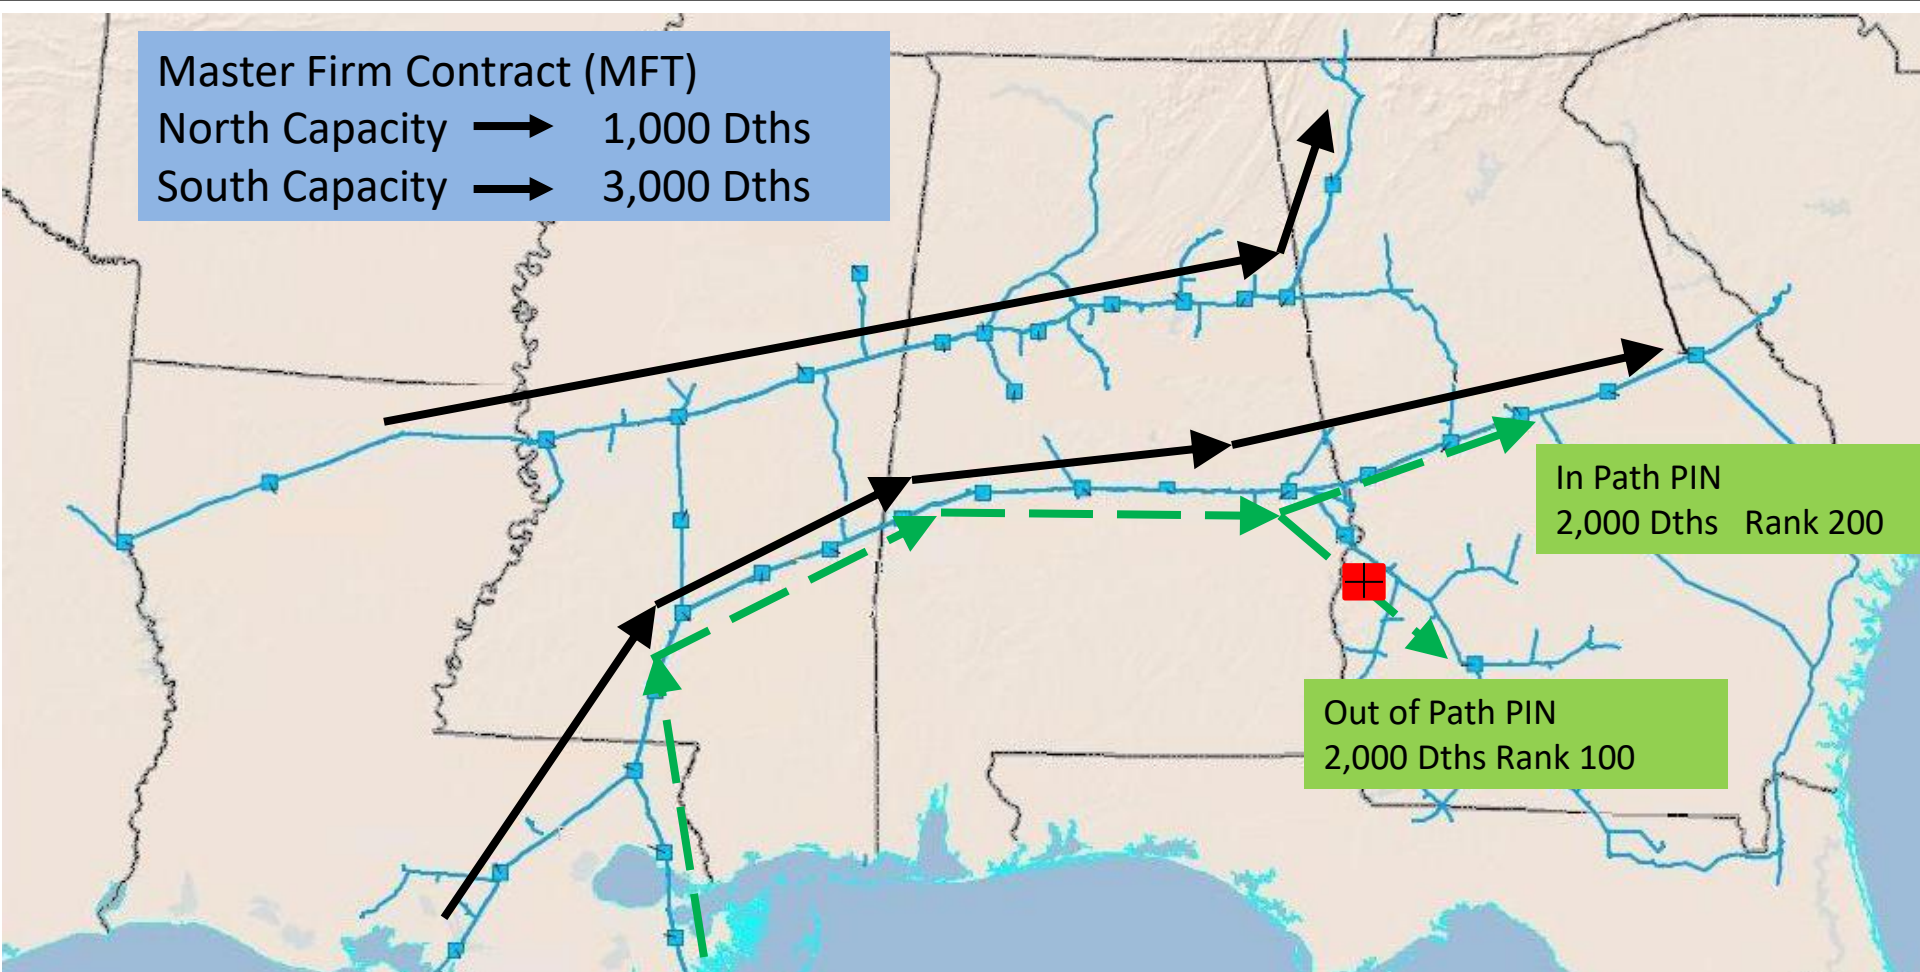 Master Firm Contract (MFT)
North Capacity 1,000 Dths
South Capacity 3,000 Dths
In Path PIN
2,000 Dths Rank 200
Out of Path PIN
2,000 Dths Rank 100